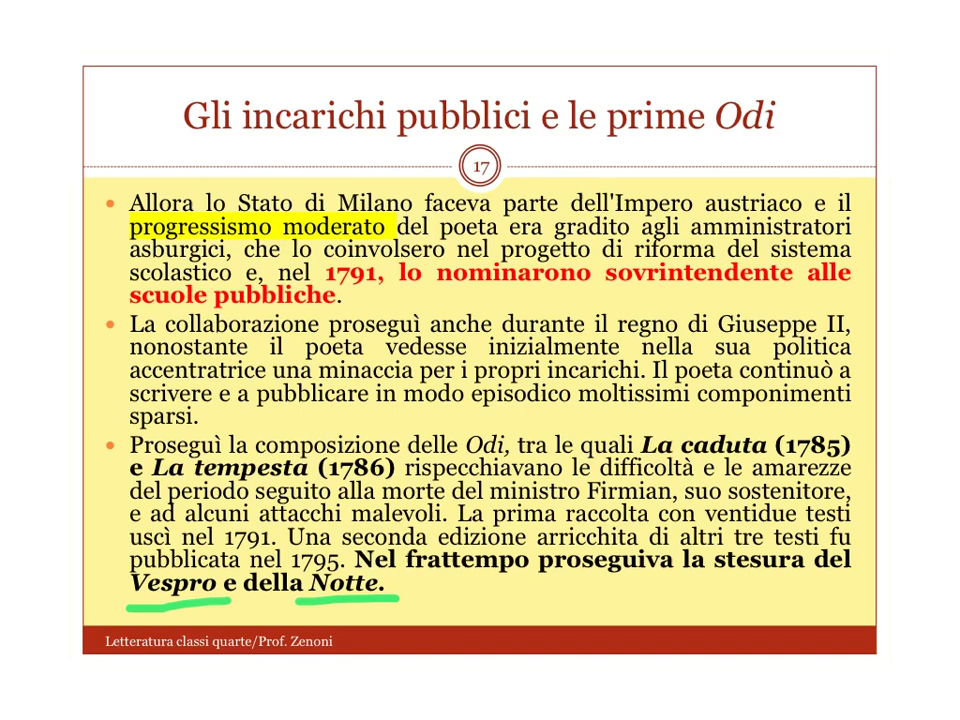 Gli incarichi pubblici e le prime Odi
17
Allora lo Stato di Milano faceva parte dell'Impero austriaco e il
progressismo moderato del poeta era gradito agli amministratori
asburgici, che lo coinvolsero nel progetto di riforma del sistema
scolastico e, nel 1791, lo nominarono sovrintendente alle
scuole pubbliche.
La collaborazione proseguì anche durante il regno di Giuseppe II,
nonostante il poeta vedesse inizialmente nella sua politica
accentratrice una minaccia per i propri incarichi. Il poeta continuò a
scrivere e a pubblicare in modo episodico moltissimi componimenti
sparsi.
Proseguì la composizione delle Odi, tra le quali La caduta (1785)
e La tempesta (1786) rispecchiavano le difficoltà e le amarezze
del periodo seguito alla morte del ministro Firmian, suo sostenitore,
e ad alcuni attacchi malevoli. La prima raccolta con ventidue testi
uscì nel 1791. Una seconda edizione arricchita di altri tre testi fu
pubblicata nel 1795. Nel frattempo proseguiva la stesura del
Vespro e della Notte.
Letteratura classi quarte/Prof. Zenoni